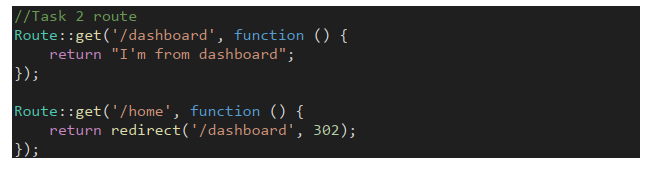 //Task 2 route
Route::get('/dashboard', function () {
    return "I'm from dashboard";
});

Route::get('/home', function () {
    return redirect('/dashboard', 302);
});